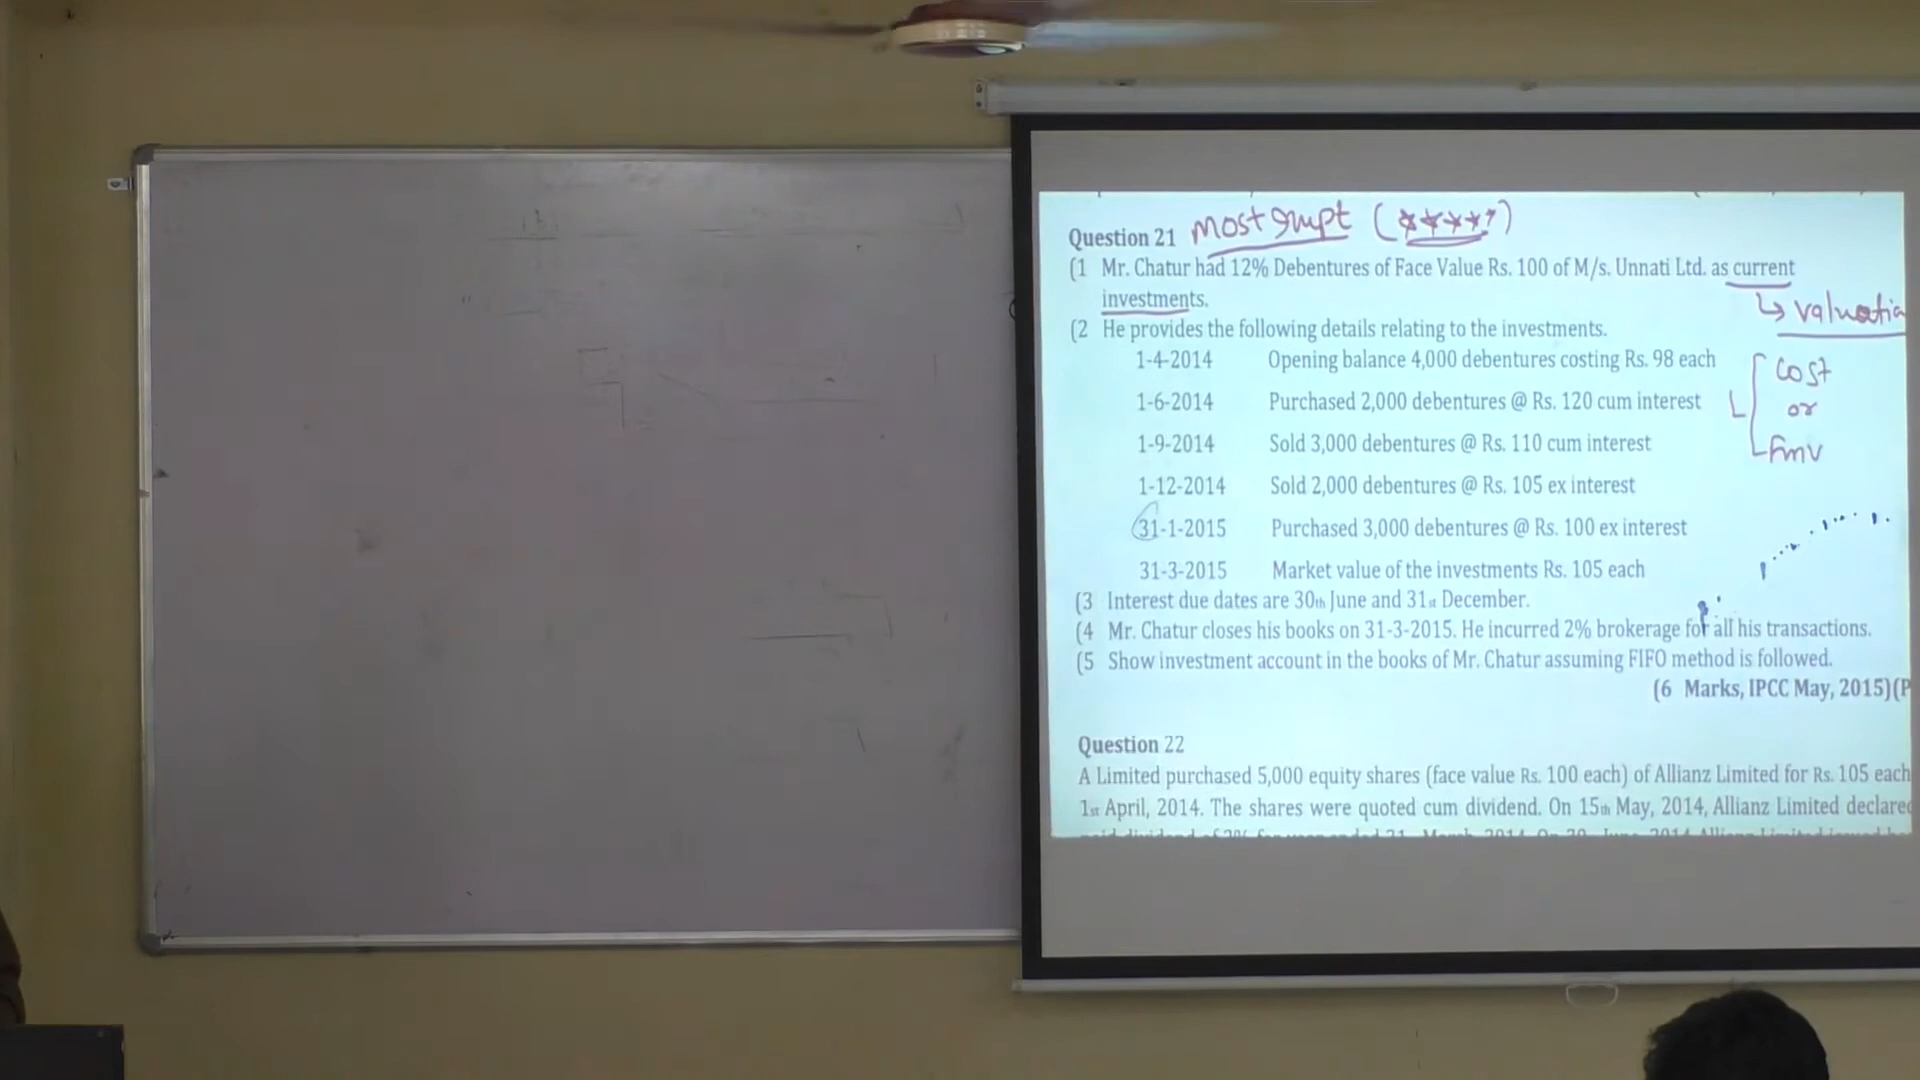 Question 21 most Impt (*****)
(1 Mr. Chatur had 12% Debentures of Face Value Rs. 100 of M/s. Unnati Ltd. as current
investments.
↳ valuatio
(2 He provides the following details relating to the investments.
1-4-2014 Opening balance 4,000 debentures costing Rs. 98 each
cost
1-6-2014 Purchased 2,000 debentures @ Rs. 120 cum interest
L or
1-9-2014 Sold 3,000 debentures @ Rs. 110 cum interest
Fmv
1-12-2014 Sold 2,000 debentures @ Rs. 105 ex interest
31-1-2015 Purchased 3,000 debentures @ Rs. 100 ex interest
31-3-2015 Market value of the investments Rs. 105 each
(3 Interest due dates are 30th June and 31st December.
(4 Mr. Chatur closes his books on 31-3-2015. He incurred 2% brokerage for all his transactions.
(5 Show investment account in the books of Mr. Chatur assuming FIFO method is followed.
(6 Marks, IPCC May, 2015)(P
Question 22
A Limited purchased 5,000 equity shares (face value Rs. 100 each) of Allianz Limited for Rs. 105 each
1st April, 2014. The shares were quoted cum dividend. On 15th May, 2014, Allianz Limited declared